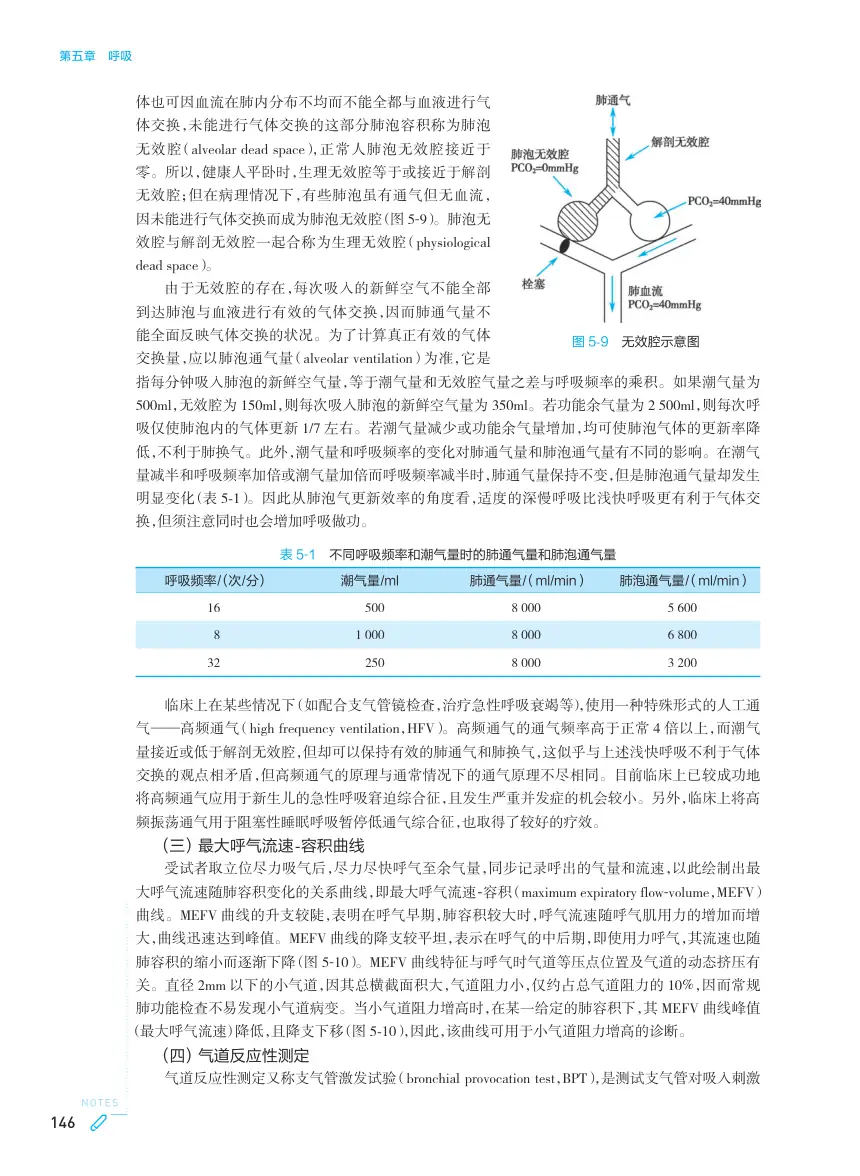 第五章 呼吸
体也可因血流在肺内分布不均而不能全都与血液进行气
体交换,未能进行气体交换的这部分肺泡容积称为肺泡
无效腔(alveolar dead space),正常人肺泡无效腔接近于
零。所以,健康人平卧时,生理无效腔等于或接近于解剖
无效腔;但在病理情况下,有些肺泡虽有通气但无血流,
因未能进行气体交换而成为肺泡无效腔(图 5-9)。肺泡无
效腔与解剖无效腔一起合称为生理无效腔(physiological
dead space)。
由于无效腔的存在,每次吸入的新鲜空气不能全部
到达肺泡与血液进行有效的气体交换,因而肺通气量不
能全面反映气体交换的状况。为了计算真正有效的气体
交换量,应以肺泡通气量(alveolar ventilation)为准,它是
肺通气
解剖无效腔
肺泡无效腔
PCO₂=0mmHg
PCO₂=40mmHg
栓塞
肺血流
PCO₂=40mmHg
图 5-9 无效腔示意图
指每分钟吸入肺泡的新鲜空气量,等于潮气量和无效腔气量之差与呼吸频率的乘积。如果潮气量为
500ml,无效腔为 150ml,则每次吸入肺泡的新鲜空气量为 350ml。若功能余气量为 2 500ml,则每次呼
吸仅使肺泡内的气体更新 1/7 左右。若潮气量减少或功能余气量增加,均可使肺泡气体的更新率降
低,不利于肺换气。此外,潮气量和呼吸频率的变化对肺通气量和肺泡通气量有不同的影响。在潮气
量减半和呼吸频率加倍或潮气量加倍而呼吸频率减半时,肺通气量保持不变,但是肺泡通气量却发生
明显变化(表 5-1)。因此从肺泡气更新效率的角度看,适度的深慢呼吸比浅快呼吸更有利于气体交
换,但须注意同时也会增加呼吸做功。
表 5-1 不同呼吸频率和潮气量时的肺通气量和肺泡通气量
呼吸频率/(次/分) 潮气量/ml 肺通气量/(ml/min) 肺泡通气量/(ml/min)
16 500 8 000 5 600
8 1 000 8 000 6 800
32 250 8 000 3 200
临床上在某些情况下(如配合支气管镜检查,治疗急性呼吸衰竭等),使用一种特殊形式的人工通
气——高频通气(high frequency ventilation,HFV)。高频通气的通气频率高于正常 4 倍以上,而潮气
量接近或低于解剖无效腔,但却可以保持有效的肺通气和肺换气,这似乎与上述浅快呼吸不利于气体
交换的观点相矛盾,但高频通气的原理与通常情况下的通气原理不尽相同。目前临床上已较成功地
将高频通气应用于新生儿的急性呼吸窘迫综合征,且发生严重并发症的机会较小。另外,临床上将高
频振荡通气用于阻塞性睡眠呼吸暂停低通气综合征,也取得了较好的疗效。
(三)最大呼气流速-容积曲线
受试者取立位尽力吸气后,尽力尽快呼气至余气量,同步记录呼出的气量和流速,以此绘制出最
大呼气流速随肺容积变化的关系曲线,即最大呼气流速-容积(maximum expiratory flow-volume,MEFV)
曲线。MEFV 曲线的升支较陡,表明在呼气早期,肺容积较大时,呼气流速随呼气肌用力的增加而增
大,曲线迅速达到峰值。MEFV 曲线的降支较平坦,表示在呼气的中后期,即使用力呼气,其流速也随
肺容积的缩小而逐渐下降(图 5-10)。MEFV 曲线特征与呼气时气道等压点位置及气道的动态挤压有
关。直径 2mm 以下的小气道,因其总横截面积大,气道阻力小,仅约占总气道阻力的 10%,因而常规
肺功能检查不易发现小气道病变。当小气道阻力增高时,在某一给定的肺容积下,其 MEFV 曲线峰值
(最大呼气流速)降低,且降支下移(图 5-10),因此,该曲线可用于小气道阻力增高的诊断。
(四)气道反应性测定
气道反应性测定又称支气管激发试验(bronchial provocation test,BPT),是测试支气管对吸入刺激
NOTES
146